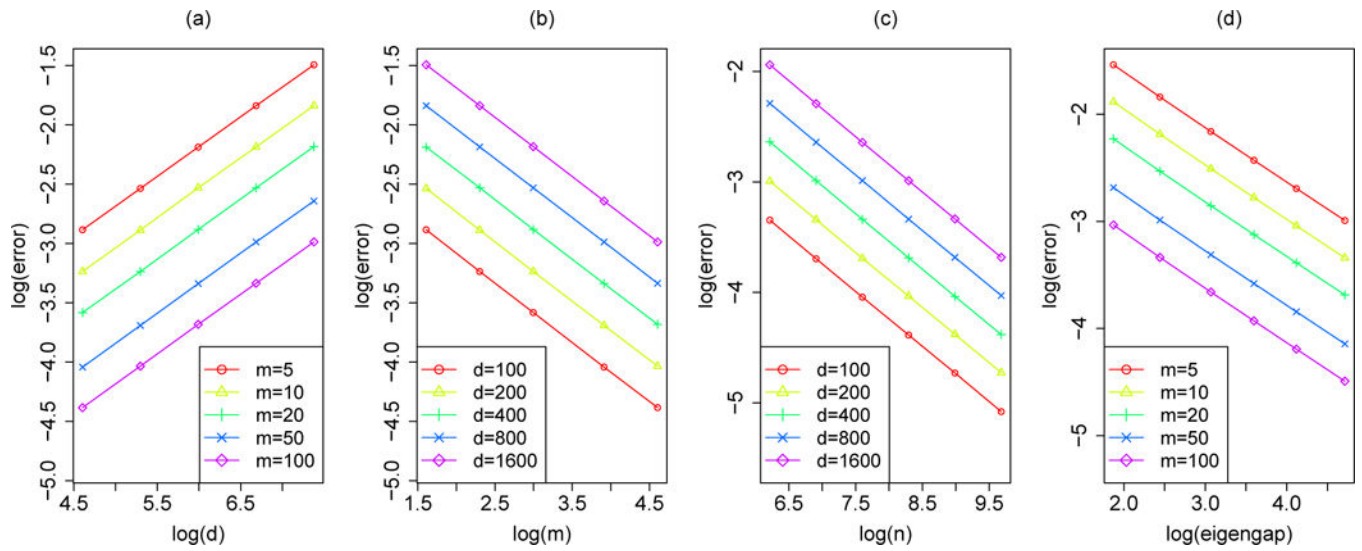 (a)
log(error)
−1.5
−2.0
−2.5
−3.0
−3.5
−4.0
−4.5
−5.0
m=5
m=10
m=20
m=50
m=100
4.5 5.5 6.5
log(d)
(b)
log(error)
−1.5
−2.0
−2.5
−3.0
−3.5
−4.0
−4.5
−5.0
d=100
d=200
d=400
d=800
d=1600
1.5 2.5 3.5 4.5
log(m)
(c)
log(error)
−2
−3
−4
−5
d=100
d=200
d=400
d=800
d=1600
6.5 7.5 8.5 9.5
log(n)
(d)
log(error)
−2
−3
−4
−5
m=5
m=10
m=20
m=50
m=100
2.0 3.0 4.0
log(eigengap)